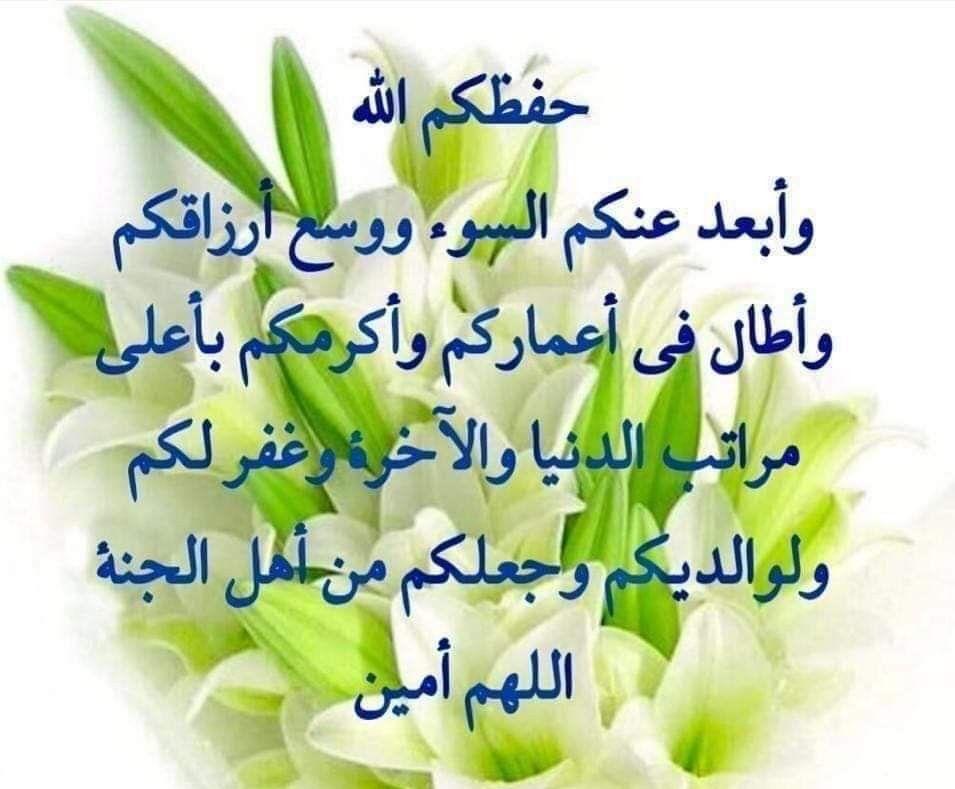 حفظكم الله
وأبعد عنكم السوء ووسع أرزاقكم
وأطال فى أعماركم وأكرمكم بأعلى
مراتب الدنيا والآخرة وغفر لكم
ولوالديكم وجعلكم من أهل الجنة
اللهم أمين